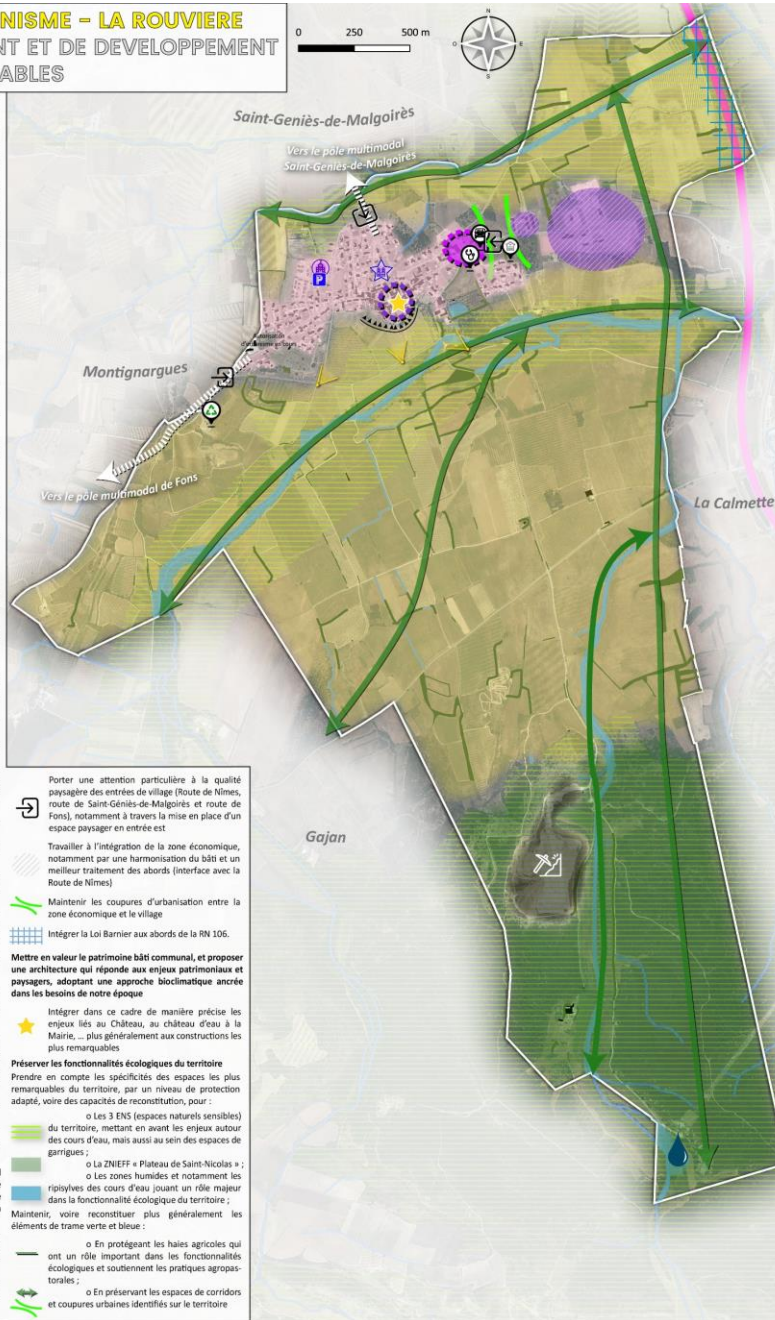 NISME - LA ROUVIERE
NT ET DE DEVELOPPEMENT
ABLES
0 250 500 m
N
O E
S
Saint-Geniès-de-Malgoirès
Vers le pôle multimodal
Saint-Geniès-de-Malgoirès
P
d'urbanisme en cours
Montignargues
Vers le pôle multimodal de Fons
La Calmette
Gajan
Porter une attention particulière à la qualité
paysagère des entrées de village (Route de Nîmes,
route de Saint-Géniès-de-Malgoirès et route de
Fons), notamment à travers la mise en place d'un
espace paysager en entrée est
Travailler à l'intégration de la zone économique,
notamment par une harmonisation du bâti et un
meilleur traitement des abords (interface avec la
Route de Nîmes)
Maintenir les coupures d'urbanisation entre la
zone économique et le village
Intégrer la Loi Barnier aux abords de la RN 106.
Mettre en valeur le patrimoine bâti communal, et proposer
une architecture qui réponde aux enjeux patrimoniaux et
paysagers, adoptant une approche bioclimatique ancrée
dans les besoins de notre époque
Intégrer dans ce cadre de manière précise les
enjeux liés au Château, au château d'eau à la
Mairie, ... plus généralement aux constructions les
plus remarquables
Préserver les fonctionnalités écologiques du territoire
Prendre en compte les spécificités des espaces les plus
remarquables du territoire, par un niveau de protection
adapté, voire des capacités de reconstitution, pour :
o Les 3 ENS (espaces naturels sensibles)
du territoire, mettant en avant les enjeux autour
des cours d'eau, mais aussi au sein des espaces de
garrigues ;
o La ZNIEFF « Plateau de Saint-Nicolas » ;
o Les zones humides et notamment les
ripisylves des cours d'eau jouant un rôle majeur
dans la fonctionnalité écologique du territoire ;
Maintenir, voire reconstituer plus généralement les
éléments de trame verte et bleue :
o En protégeant les haies agricoles qui
ont un rôle important dans les fonctionnalités
écologiques et soutiennent les pratiques agropas-
torales ;
o En préservant les espaces de corridors
et coupures urbaines identifiés sur le territoire